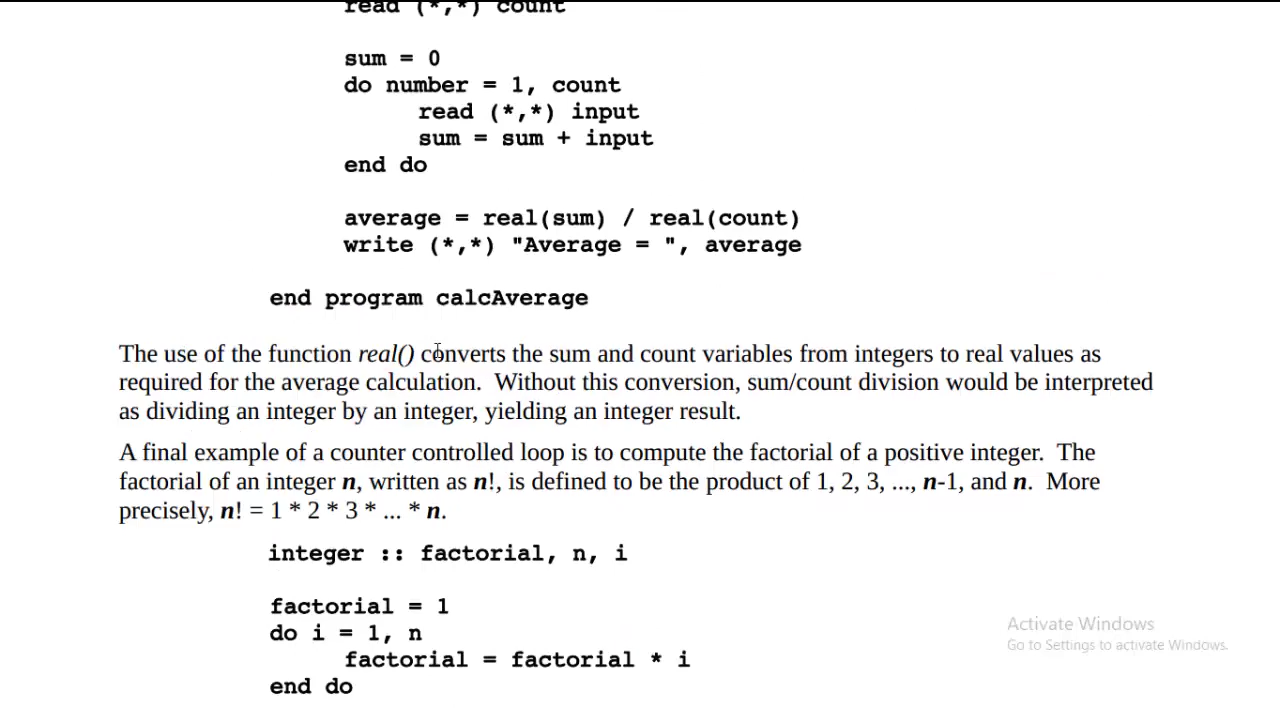 read (*,*) count
sum = 0
do number = 1, count
read (*,*) input
sum = sum + input
end do
average = real(sum) / real(count)
write (*,*) "Average = ", average
end program calcAverage
The use of the function real() converts the sum and count variables from integers to real values as
required for the average calculation.  Without this conversion, sum/count division would be interpreted
as dividing an integer by an integer, yielding an integer result.
A final example of a counter controlled loop is to compute the factorial of a positive integer.  The
factorial of an integer n, written as n!, is defined to be the product of 1, 2, 3, ..., n-1, and n.  More
precisely, n! = 1 * 2 * 3 * ... * n.
integer :: factorial, n, i
factorial = 1
do i = 1, n
factorial = factorial * i
end do
Activate Windows
Go to Settings to activate Windows.